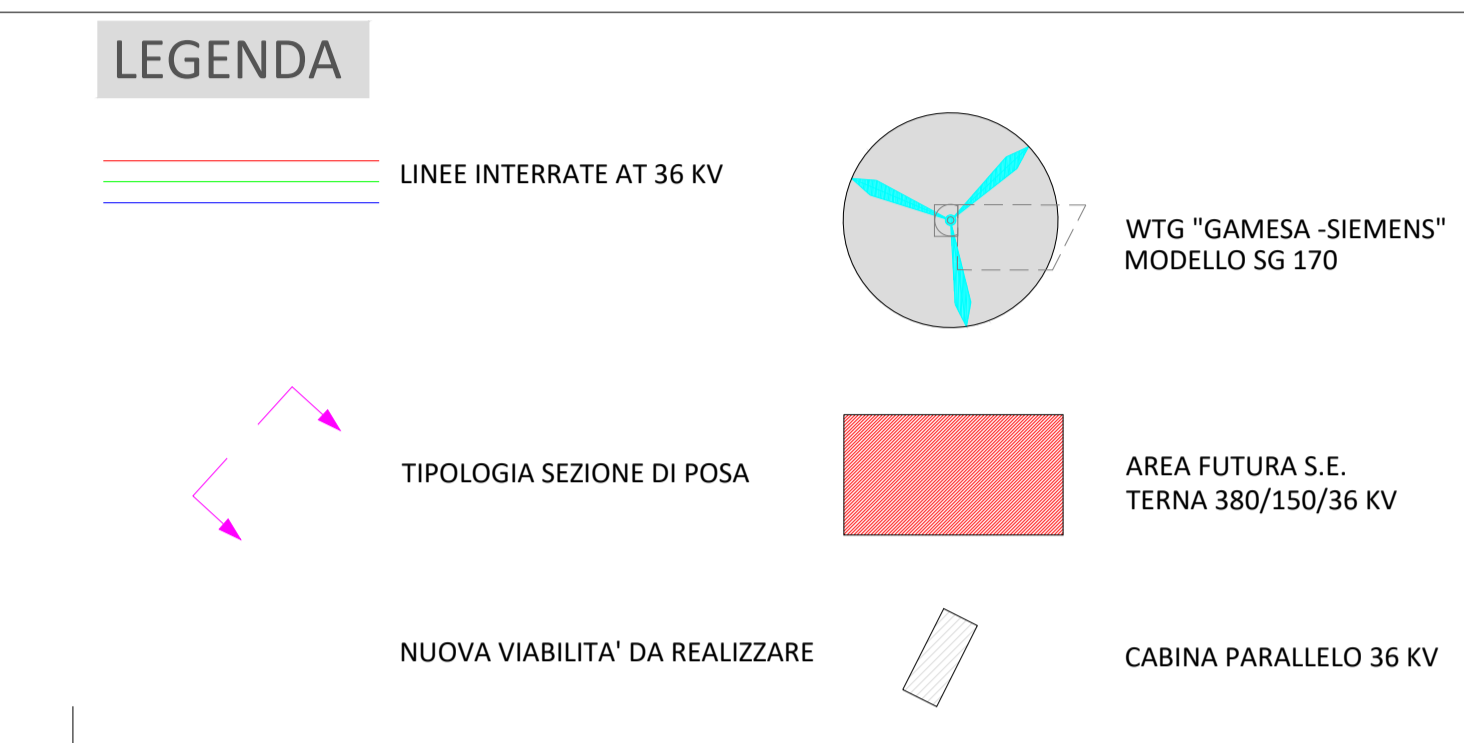 LEGENDA
LINEE INTERRATE AT 36 KV
WTG "GAMESA -SIEMENS"
MODELLO SG 170
TIPOLOGIA SEZIONE DI POSA
AREA FUTURA S.E.
TERNA 380/150/36 KV
NUOVA VIABILITA' DA REALIZZARE
CABINA PARALLELO 36 KV